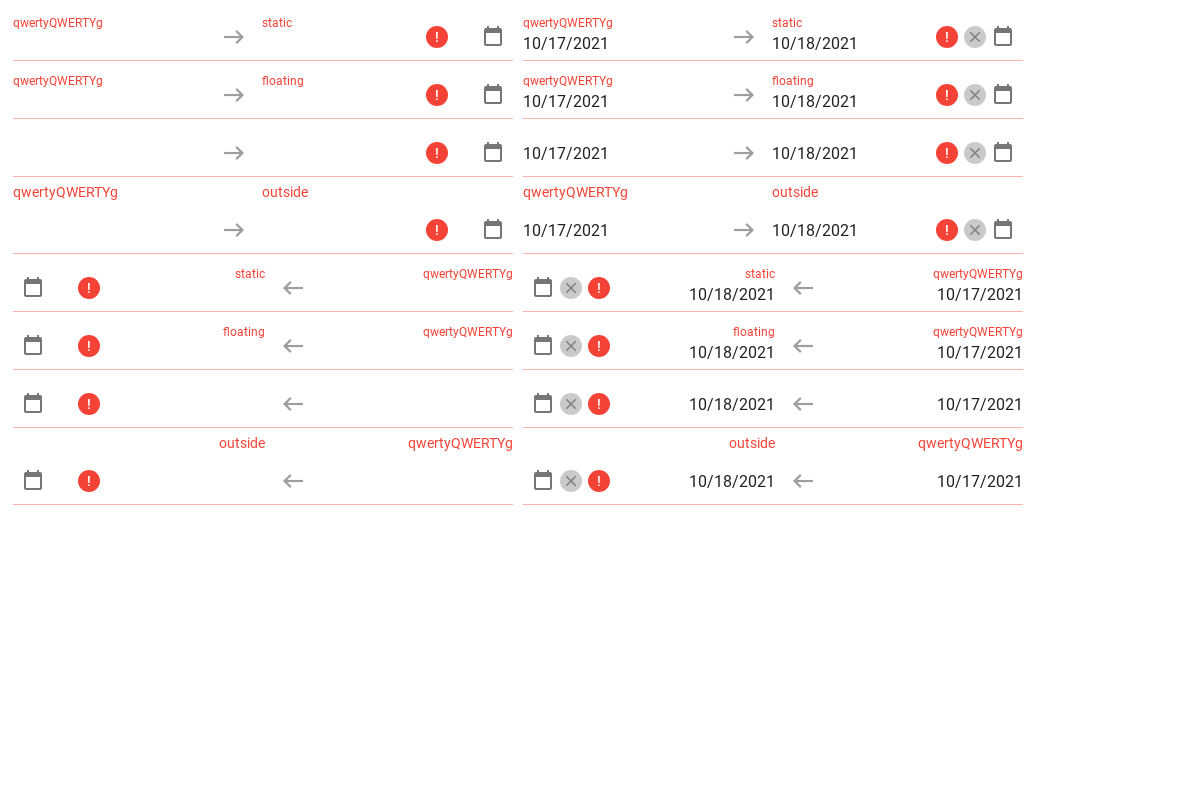 qwertyQWERTYg static qwertyQWERTYg static
10/17/2021 10/18/2021
qwertyQWERTYg floating qwertyQWERTYg floating
10/17/2021 10/18/2021
10/17/2021 10/18/2021
qwertyQWERTYg outside qwertyQWERTYg outside
10/17/2021 10/18/2021
static qwertyQWERTYg static qwertyQWERTYg
10/18/2021 10/17/2021
floating qwertyQWERTYg floating qwertyQWERTYg
10/18/2021 10/17/2021
10/18/2021 10/17/2021
outside qwertyQWERTYg outside qwertyQWERTYg
10/18/2021 10/17/2021